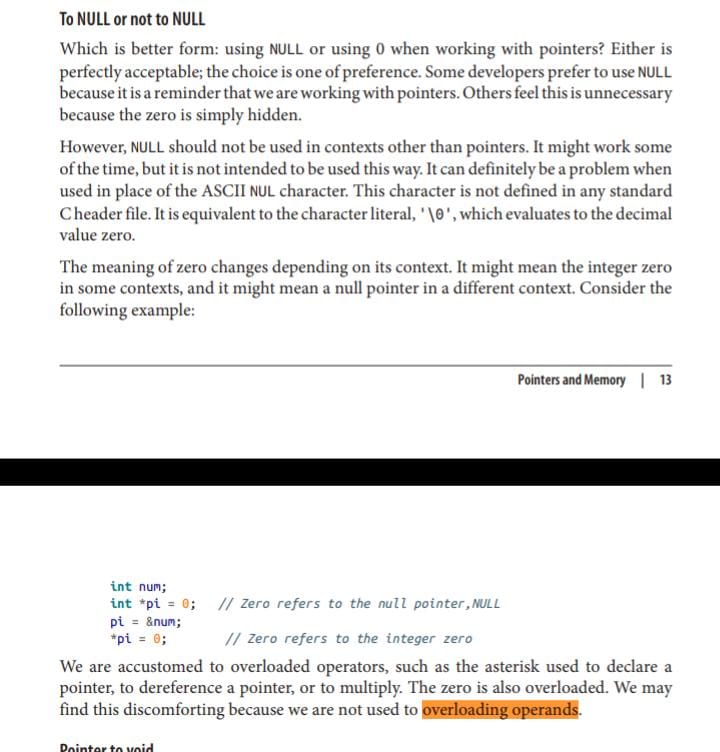 To NULL or not to NULL
Which is better form: using NULL or using 0 when working with pointers? Either is
perfectly acceptable; the choice is one of preference. Some developers prefer to use NULL
because it is a reminder that we are working with pointers. Others feel this is unnecessary
because the zero is simply hidden.
However, NULL should not be used in contexts other than pointers. It might work some
of the time, but it is not intended to be used this way. It can definitely be a problem when
used in place of the ASCII NUL character. This character is not defined in any standard
C header file. It is equivalent to the character literal, '\0', which evaluates to the decimal
value zero.
The meaning of zero changes depending on its context. It might mean the integer zero
in some contexts, and it might mean a null pointer in a different context. Consider the
following example:
Pointers and Memory | 13
int num;
int *pi = 0; // Zero refers to the null pointer,NULL
pi = &num;
*pi = 0; // Zero refers to the integer zero
We are accustomed to overloaded operators, such as the asterisk used to declare a
pointer, to dereference a pointer, or to multiply. The zero is also overloaded. We may
find this discomforting because we are not used to overloading operands.
Pointer to void